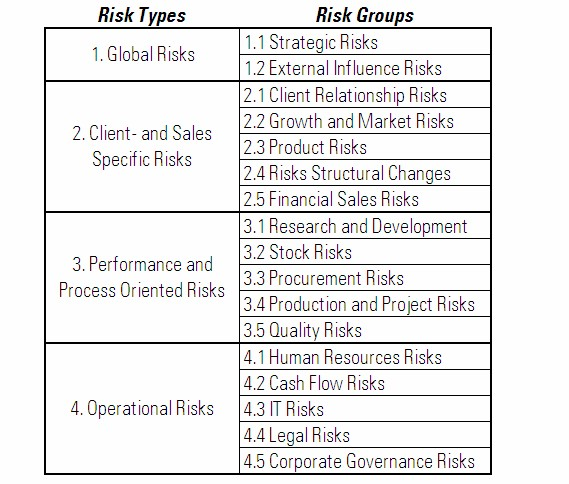 Risk Types Risk Groups
1. Global Risks
1.1 Strategic Risks
1.2 External Influence Risks
2. Client- and Sales
Specific Risks
2.1 Client Relationship Risks
2.2 Growth and Market Risks
2.3 Product Risks
2.4 Risks Structural Changes
2.5 Financial Sales Risks
3. Performance and
Process Oriented Risks
3.1 Research and Development
3.2 Stock Risks
3.3 Procurement Risks
3.4 Production and Project Risks
3.5 Quality Risks
4. Operational Risks
4.1 Human Resources Risks
4.2 Cash Flow Risks
4.3 IT Risks
4.4 Legal Risks
4.5 Corporate Governance Risks